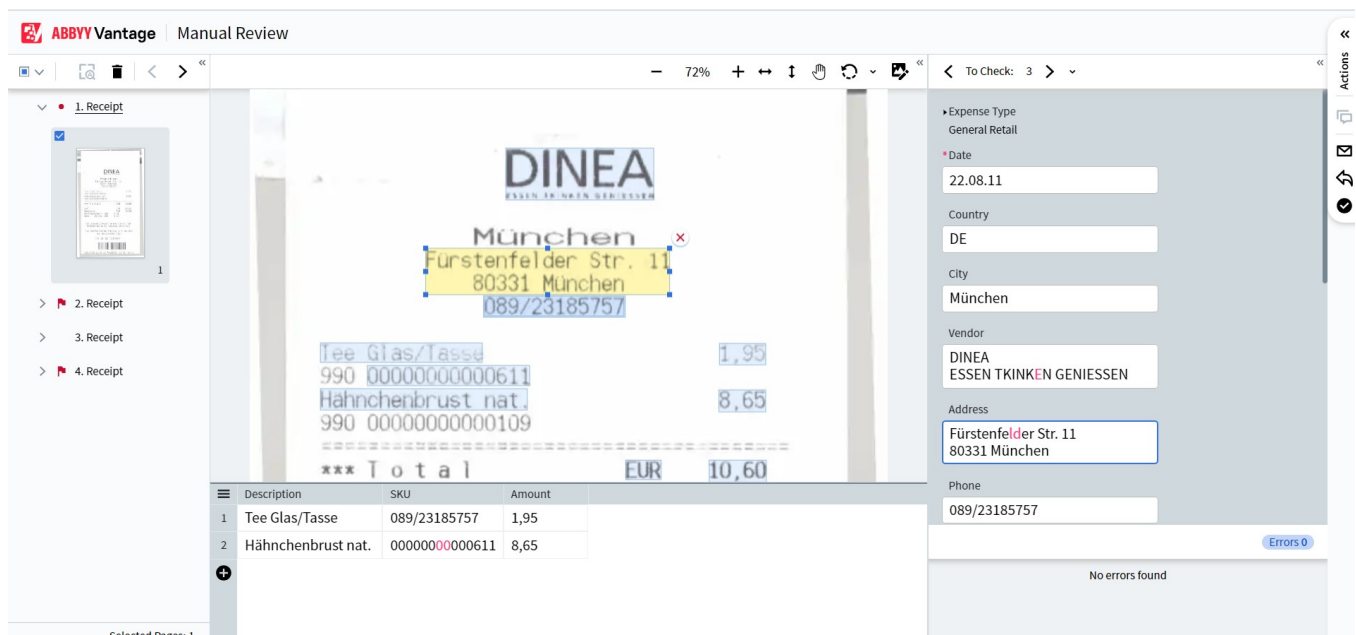 ABBYY Vantage Manual Review
Actions
72%
To Check: 3
1. Receipt
1
2. Receipt
3. Receipt
4. Receipt
DINEA
ESSEN TKINKEN GENIESSEN
München
Fürstenfelder Str. 11
80331 München
089/23185757
Tee Glas/Tasse 1,95
990 00000000000611
Hähnchenbrust nat. 8,65
990 00000000000109
================================
*** Total EUR 10,60
Description SKU Amount
1 Tee Glas/Tasse 089/23185757 1,95
2 Hähnchenbrust nat. 00000000000611 8,65
Expense Type
General Retail
*Date
22.08.11
Country
DE
City
München
Vendor
DINEA
ESSEN TKINKEN GENIESSEN
Address
Fürstenfelder Str. 11
80331 München
Phone
089/23185757
Errors 0
No errors found
Selected Pages: 1